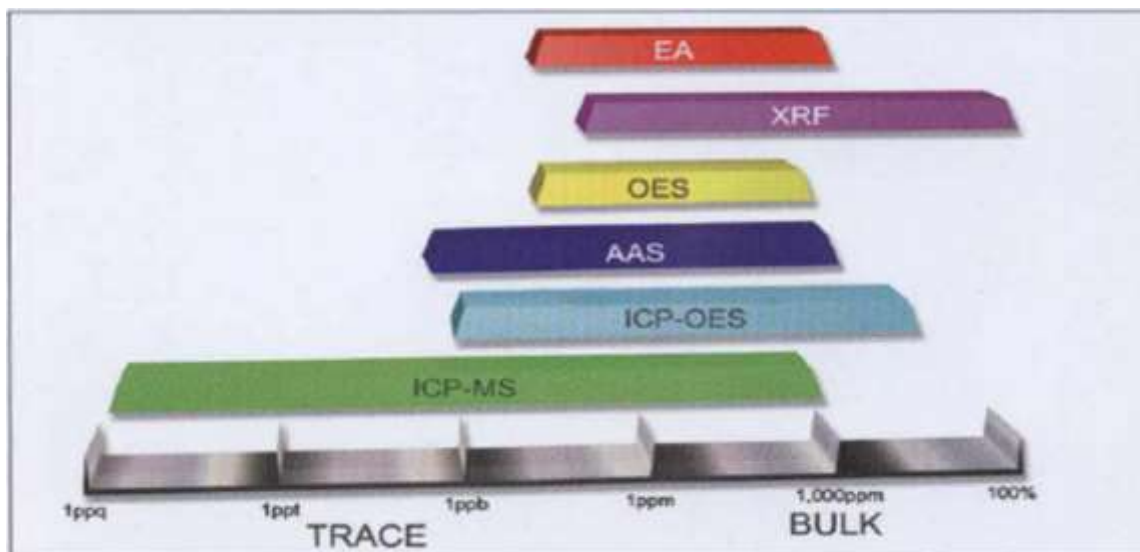 EA
XRF
OES
AAS
ICP-OES
ICP-MS
1ppq 1ppt 1ppb 1ppm 1,000ppm 100%
TRACE BULK